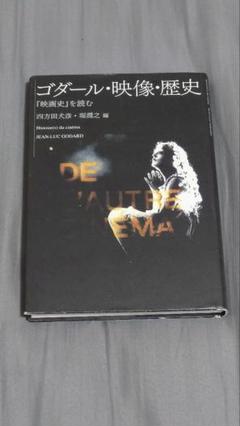 ゴダール・映像・歴史
『映画史』を読む
四方田犬彦・堀潤之 編
Histoire(s) du cinéma
JEAN-LUC GODARD
DE
L'AUTRE
NEMA